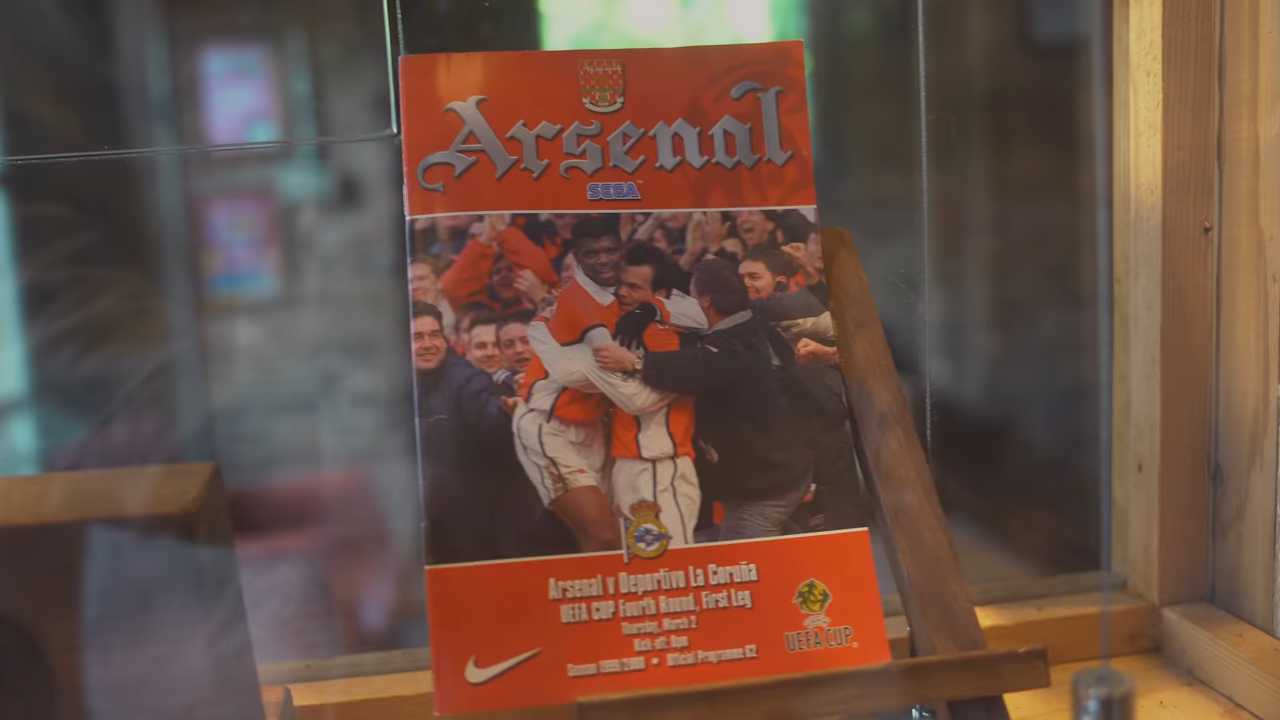 Arsenal
SEGA
Arsenal v Deportivo La Coruña
UEFA CUP Fourth Round, First Leg
Thursday, March 2
Kick-off: 8pm
Season 1999/2000 • Official Programme £2
UEFA CUP